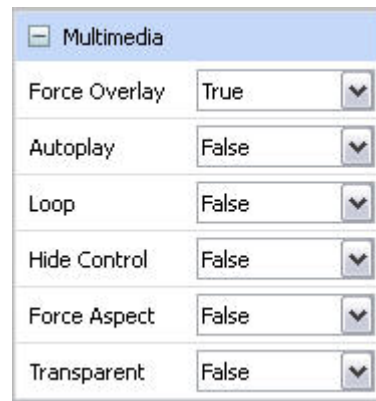 Multimedia
Force Overlay True
Autoplay False
Loop False
Hide Control False
Force Aspect False
Transparent False